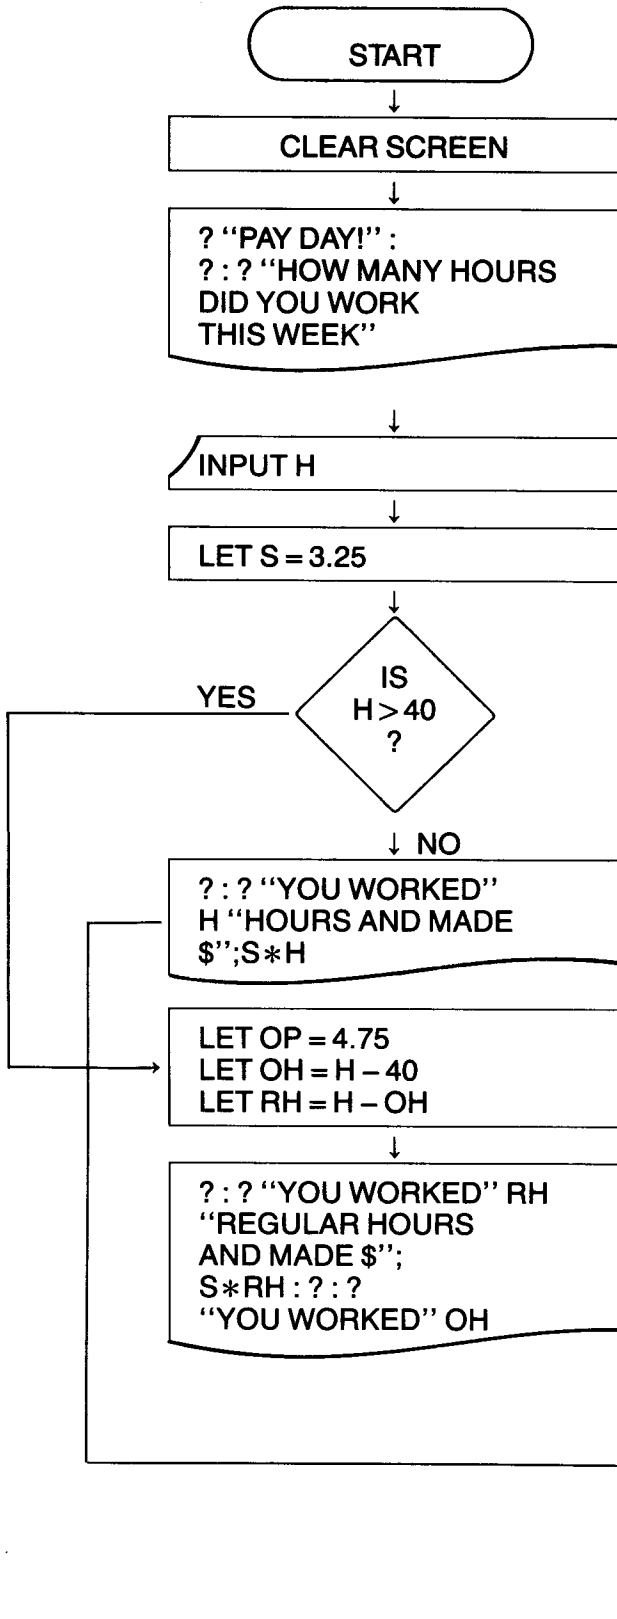 START
CLEAR SCREEN
? “PAY DAY!” :
? : ? “HOW MANY HOURS
DID YOU WORK
THIS WEEK”
INPUT H
LET S = 3.25
IS
H > 40
?
YES
NO
? : ? “YOU WORKED”
H “HOURS AND MADE
$”;S*H
LET OP = 4.75
LET OH = H – 40
LET RH = H – OH
? : ? “YOU WORKED” RH
“REGULAR HOURS
AND MADE $”;
S*RH : ? : ?
“YOU WORKED” OH